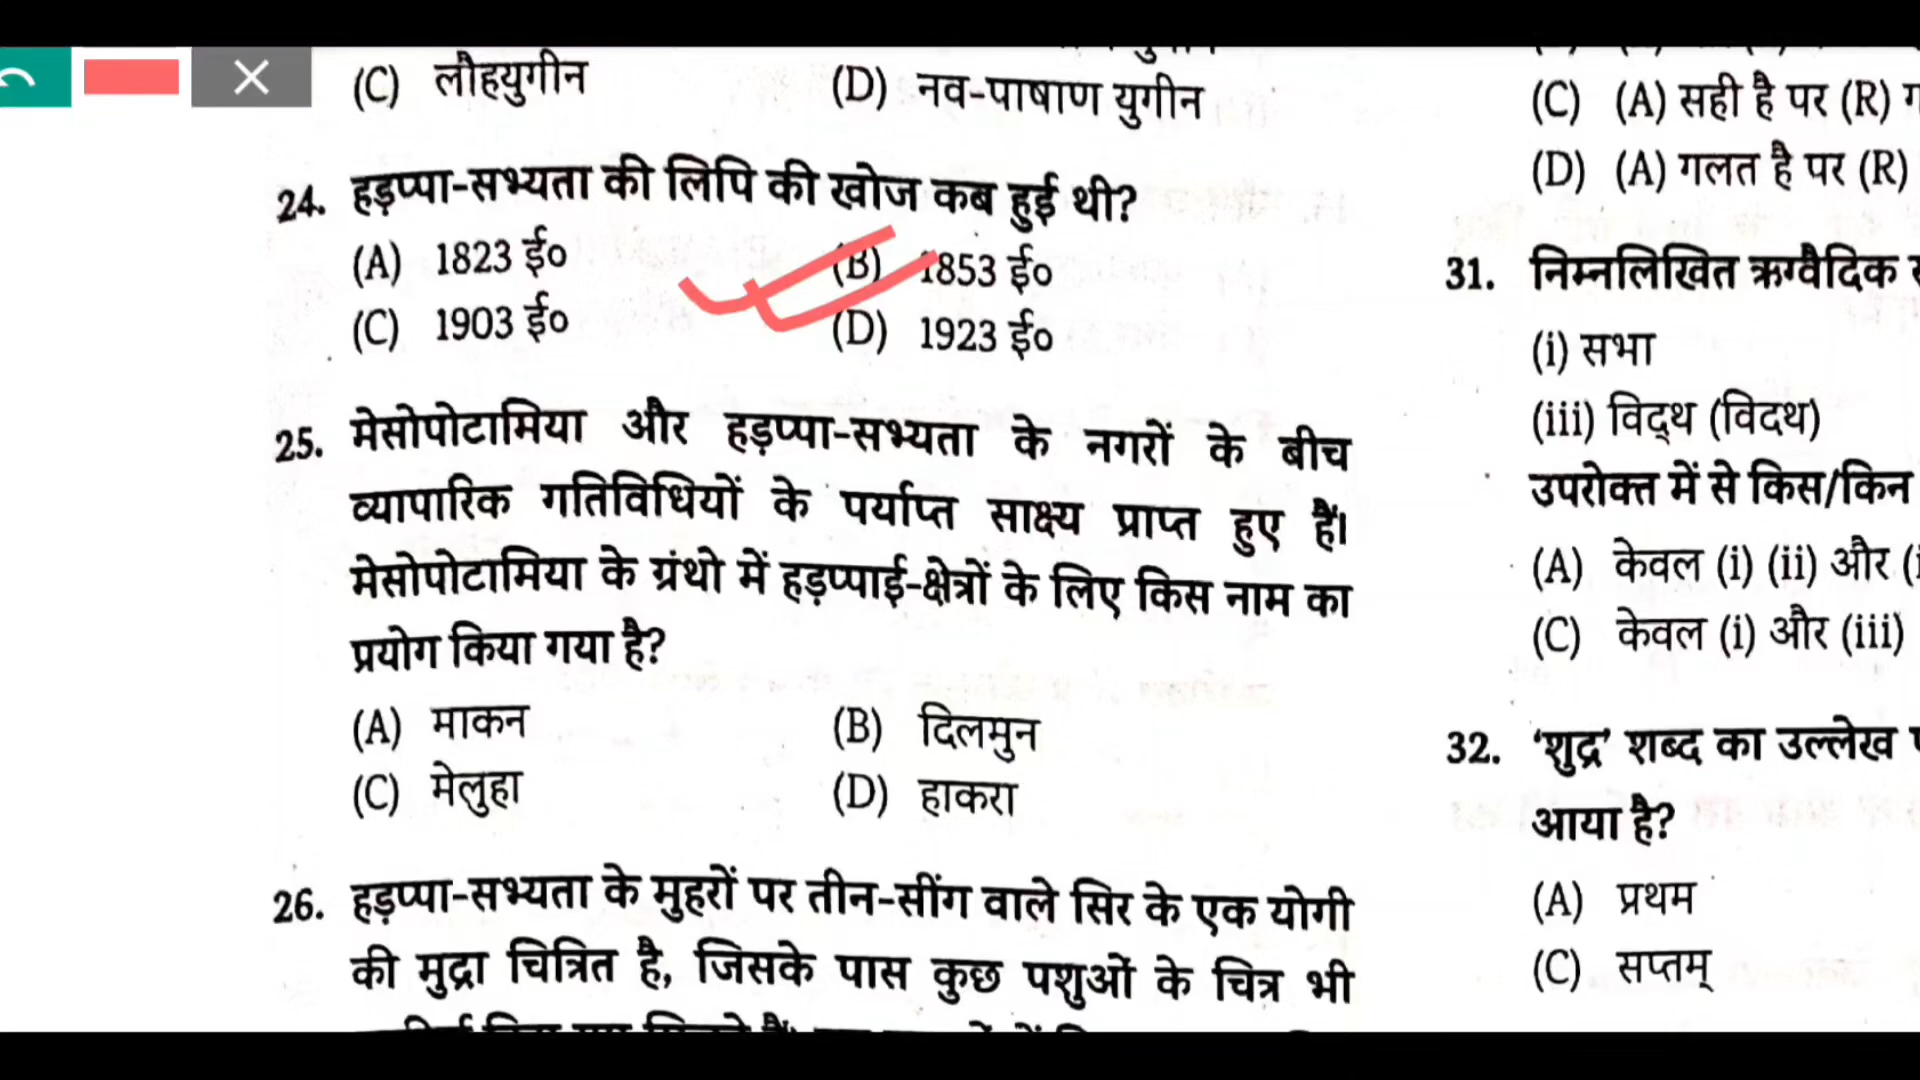 (C) लौहयुगीन (D) नव-पाषाण युगीन
24. हड़प्पा-सभ्यता की लिपि की खोज कब हुई थी?
(A) 1823 ई० (B) 1853 ई०
(C) 1903 ई० (D) 1923 ई०
25. मेसोपोटामिया और हड़प्पा-सभ्यता के नगरों के बीच
व्यापारिक गतिविधियों के पर्याप्त साक्ष्य प्राप्त हुए हैं।
मेसोपोटामिया के ग्रंथो में हड़प्पाई-क्षेत्रों के लिए किस नाम का
प्रयोग किया गया है?
(A) माकन (B) दिलमुन
(C) मेलुहा (D) हाकरा
26. हड़प्पा-सभ्यता के मुहरों पर तीन-सींग वाले सिर के एक योगी
की मुद्रा चित्रित है, जिसके पास कुछ पशुओं के चित्र भी
(C) (A) सही है पर (R)
(D) (A) गलत है पर (R)
31. निम्नलिखित ऋग्वैदिक
(i) सभा
(iii) विद्थ (विदथ)
उपरोक्त में से किस/किन
(A) केवल (i) (ii) और
(C) केवल (i) और (iii)
32. ‘शुद्र’ शब्द का उल्लेख
आया है?
(A) प्रथम
(C) सप्तम्